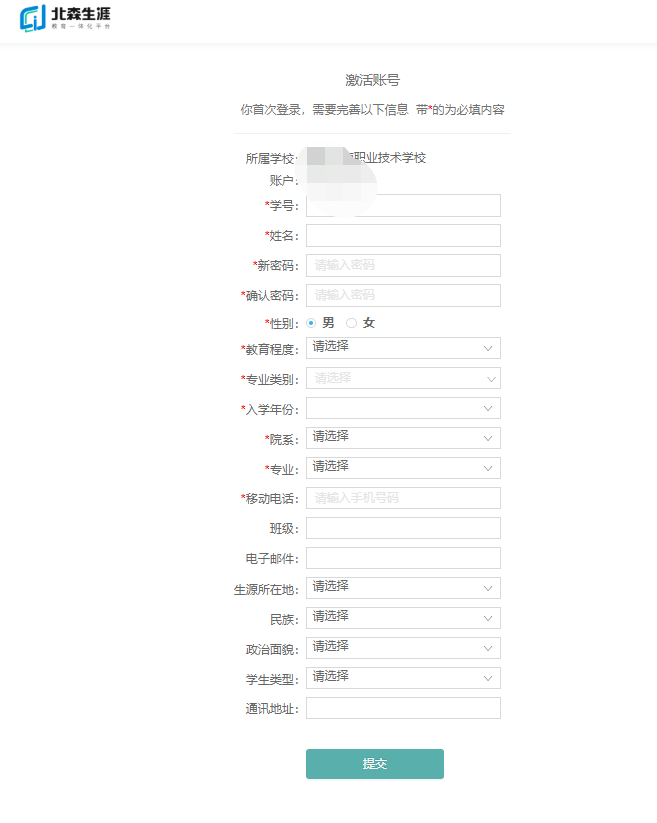 北森生涯
教育一体化平台
激活账号
你首次登录，需要完善以下信息 带*的为必填内容
所属学校： 职业技术学校
账户：
*学号：
*姓名：
*新密码： 请输入密码
*确认密码： 请输入密码
*性别： 男 女
*教育程度： 请选择
*专业类别： 请选择
*入学年份：
*院系： 请选择
*专业： 请选择
*移动电话： 请输入手机号码
班级：
电子邮件：
生源所在地： 请选择
民族： 请选择
政治面貌： 请选择
学生类型： 请选择
通讯地址：
提交